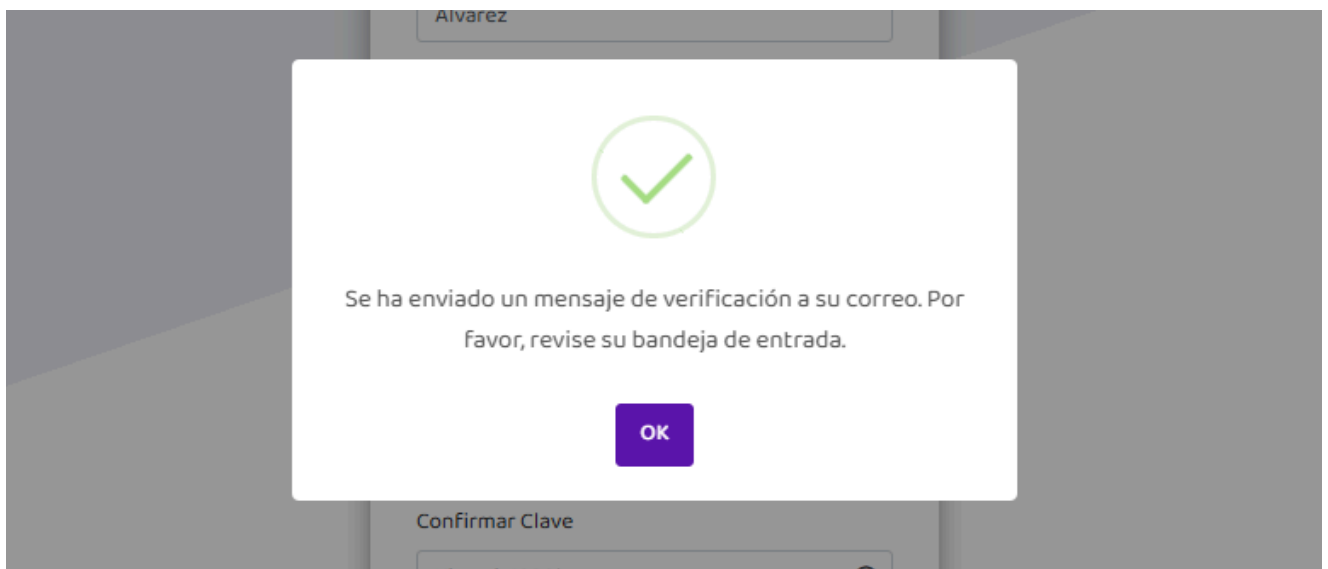 Alvarez
Se ha enviado un mensaje de verificación a su correo. Por
favor, revise su bandeja de entrada.
OK
Confirmar Clave